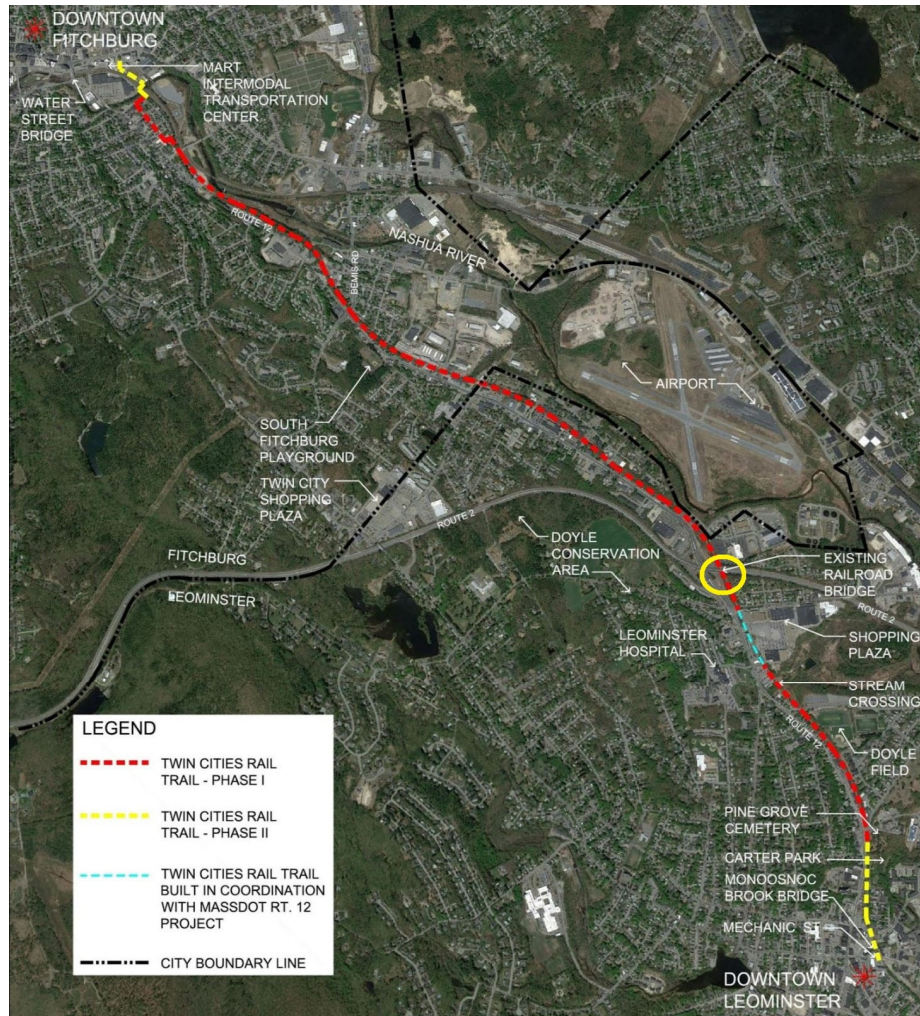 DOWNTOWN
FITCHBURG
MART
INTERMODAL
TRANSPORTATION
CENTER
WATER
STREET
BRIDGE
ROUTE 12
NASHUA RIVER
BEMIS RD
AIRPORT
SOUTH
FITCHBURG
PLAYGROUND
TWIN CITY
SHOPPING
PLAZA
ROUTE 2
FITCHBURG
LEOMINSTER
DOYLE
CONSERVATION
AREA
EXISTING
RAILROAD
BRIDGE
ROUTE 2
LEOMINSTER
HOSPITAL
SHOPPING
PLAZA
STREAM
CROSSING
ROUTE 12
DOYLE
FIELD
PINE GROVE
CEMETERY
CARTER PARK
MONOOSNOC
BROOK BRIDGE
MECHANIC ST
DOWNTOWN
LEOMINSTER
LEGEND
TWIN CITIES RAIL
TRAIL - PHASE I
TWIN CITIES RAIL
TRAIL - PHASE II
TWIN CITIES RAIL TRAIL
BUILT IN COORDINATION
WITH MASSDOT RT. 12
PROJECT
CITY BOUNDARY LINE